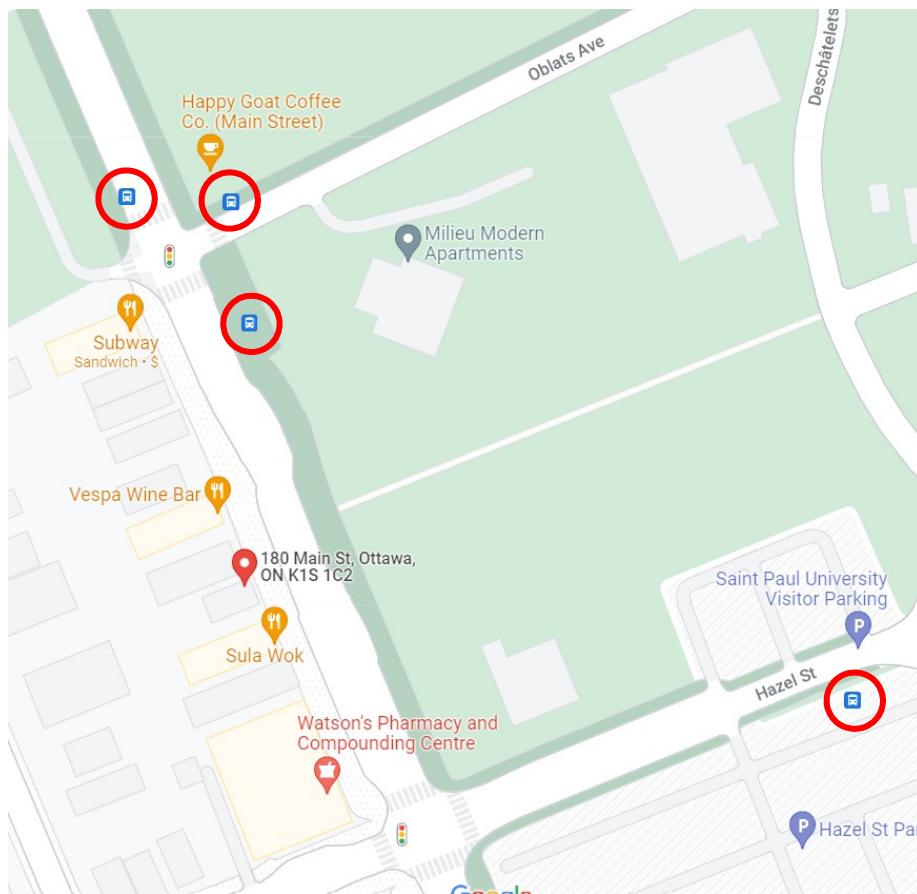 Oblats Ave
Deschâtelets
Happy Goat Coffee
Co. (Main Street)
Milieu Modern
Apartments
Subway
Sandwich • $
Vespa Wine Bar
180 Main St, Ottawa,
ON K1S 1C2
Saint Paul University
Visitor Parking
P
Sula Wok
Hazel St
Watson's Pharmacy and
Compounding Centre
P
Hazel St Par
Google